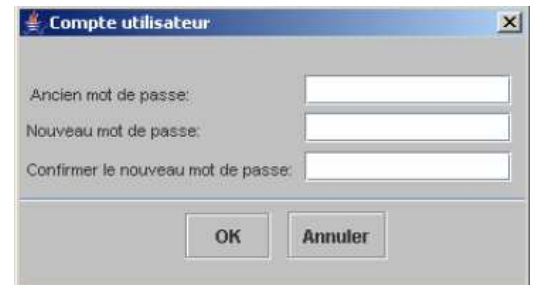 Compte utilisateur
Ancien mot de passe:
Nouveau mot de passe:
Confirmer le nouveau mot de passe:
OK Annuler